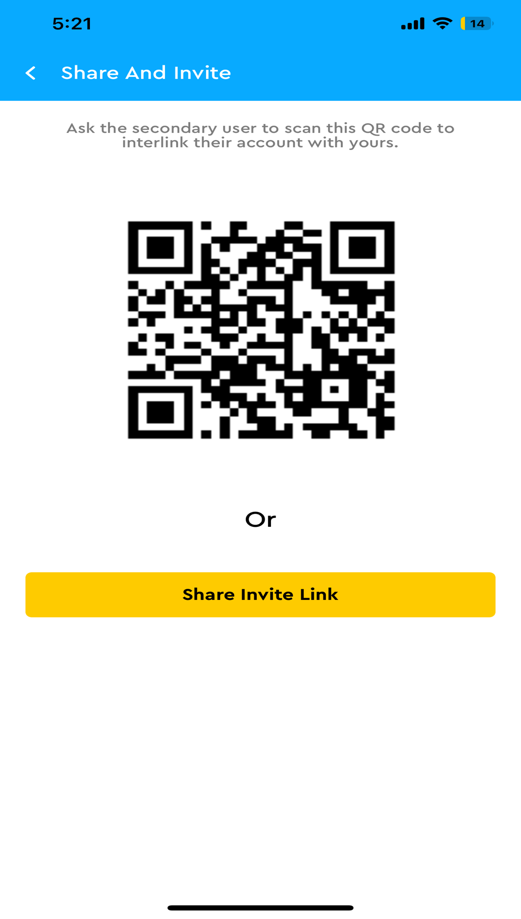 5:21
14
Share And Invite
Ask the secondary user to scan this QR code to
interlink their account with yours.
Or
Share Invite Link